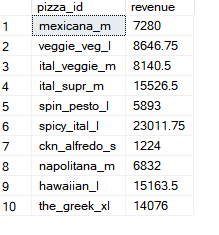 pizza_id revenue
1 mexicana_m 7280
2 veggie_veg_l 8646.75
3 ital_veggie_m 8140.5
4 ital_supr_m 15526.5
5 spin_pesto_l 5893
6 spicy_ital_l 23011.75
7 ckn_alfredo_s 1224
8 napolitana_m 6832
9 hawaiian_l 15163.5
10 the_greek_xl 14076